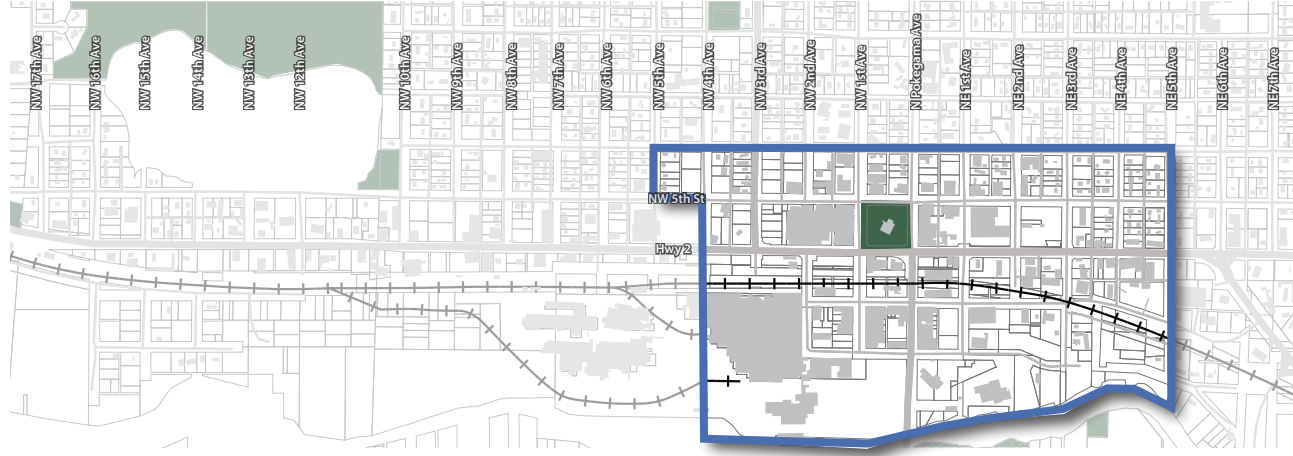 NW 17th Ave
NW 16th Ave
NW 15th Ave
NW 14th Ave
NW 13th Ave
NW 12th Ave
NW 10th Ave
NW 9th Ave
NW 8th Ave
NW 7th Ave
NW 6th Ave
NW 5th Ave
NW 4th Ave
NW 3rd Ave
NW 2nd Ave
NW 1st Ave
N Pokegama Ave
NE 1st Ave
NE 2nd Ave
NE 3rd Ave
NE 4th Ave
NE 5th Ave
NE 6th Ave
NE 7th Ave
NW 5th St
Hwy 2